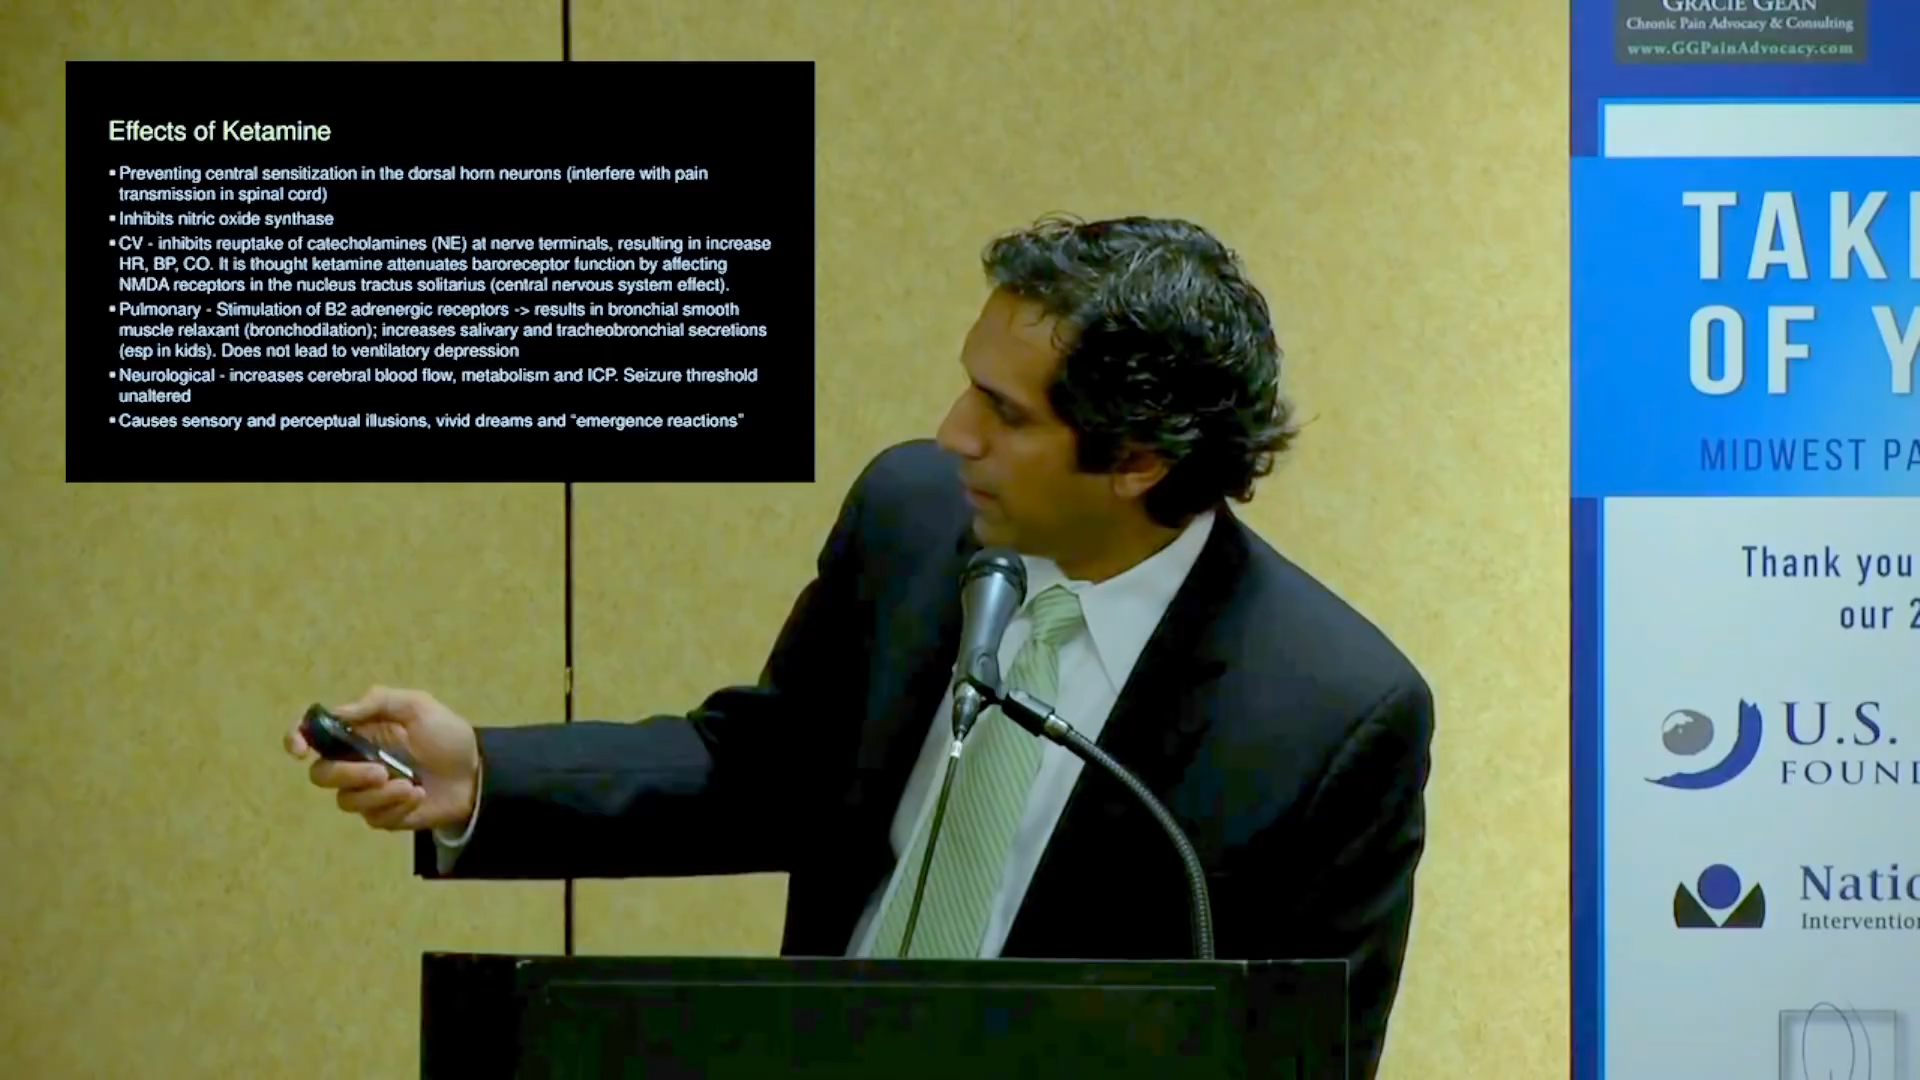 Effects of Ketamine
▪ Preventing central sensitization in the dorsal horn neurons (interfere with pain
transmission in spinal cord)
▪ Inhibits nitric oxide synthase
▪ CV - inhibits reuptake of catecholamines (NE) at nerve terminals, resulting in increase
HR, BP, CO. It is thought ketamine attenuates baroreceptor function by affecting
NMDA receptors in the nucleus tractus solitarius (central nervous system effect).
▪ Pulmonary - Stimulation of B2 adrenergic receptors -> results in bronchial smooth
muscle relaxant (bronchodilation); increases salivary and tracheobronchial secretions
(esp in kids). Does not lead to ventilatory depression
▪ Neurological - increases cerebral blood flow, metabolism and ICP. Seizure threshold
unaltered
▪ Causes sensory and perceptual illusions, vivid dreams and “emergence reactions”
GRACIE GEAN
Chronic Pain Advocacy & Consulting
www.GGPainAdvocacy.com
TAK
OF Y
MIDWEST PA
Thank you
our 2
U.S.
FOUND
Natio
Intervention